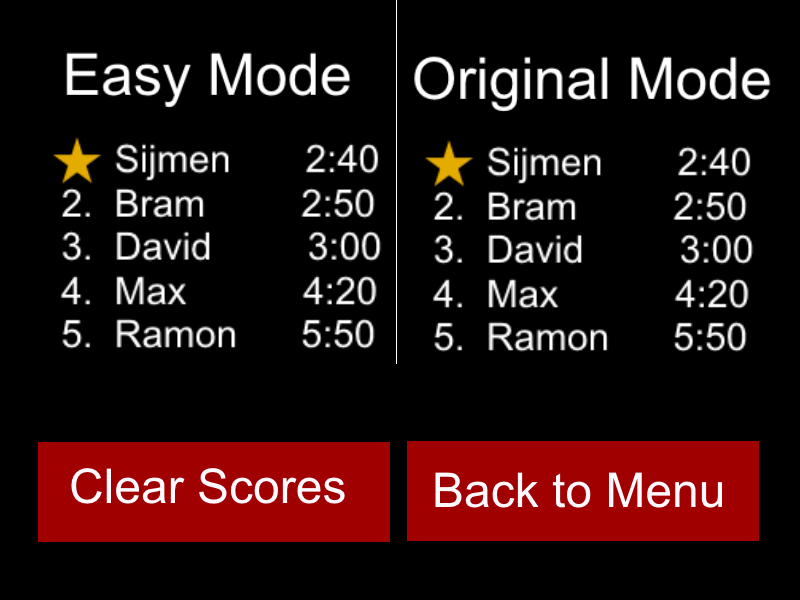 Easy Mode
Sijmen 2:40
2. Bram 2:50
3. David 3:00
4. Max 4:20
5. Ramon 5:50
Original Mode
Sijmen 2:40
2. Bram 2:50
3. David 3:00
4. Max 4:20
5. Ramon 5:50
Clear Scores
Back to Menu